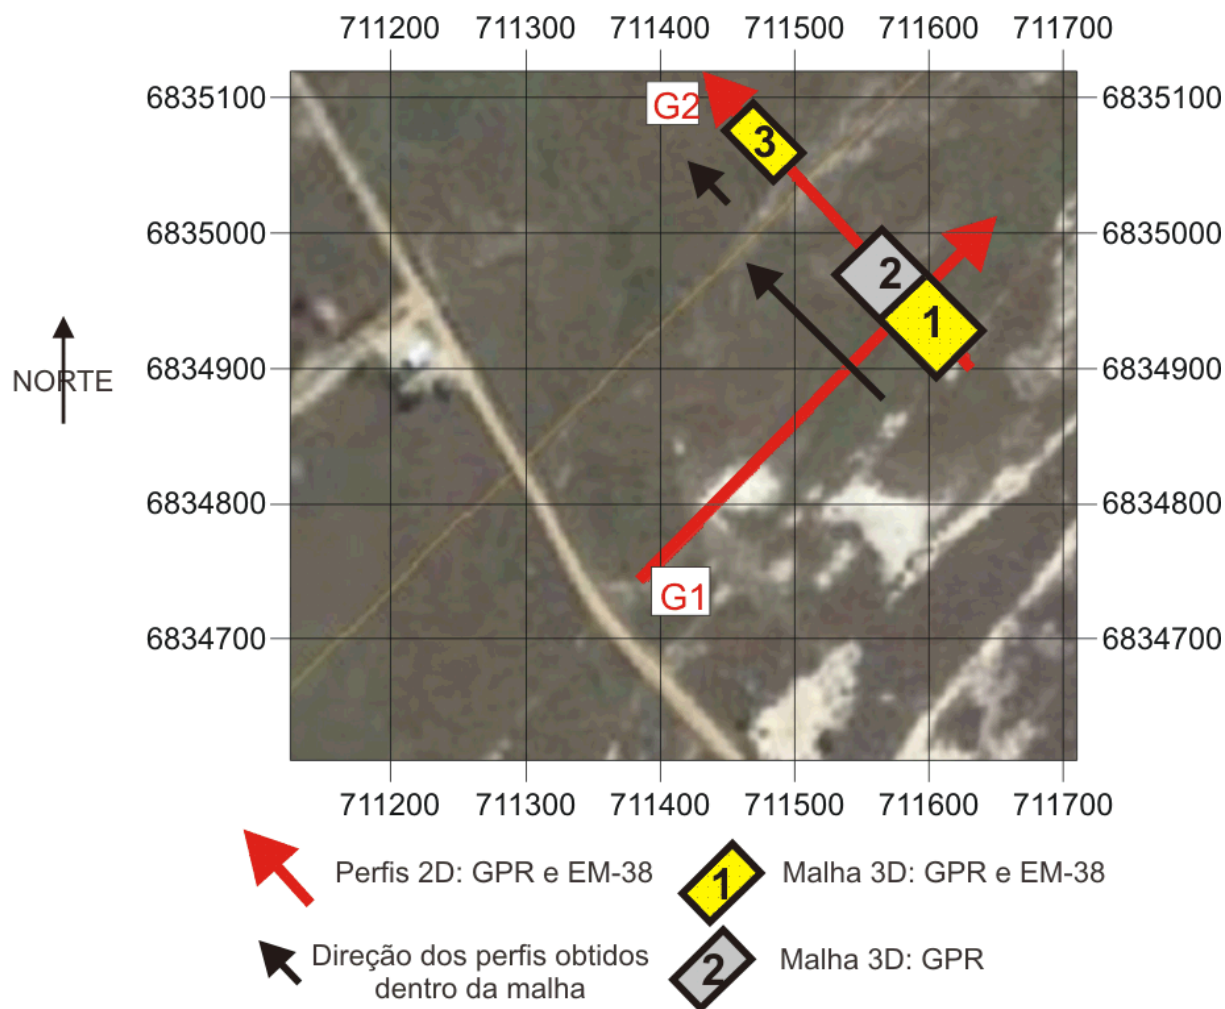 711200 711300 711400 711500 711600 711700
6835100 6835100
G2
3
6835000 6835000
2
1
NORTE
6834900 6834900
6834800 6834800
G1
6834700 6834700
711200 711300 711400 711500 711600 711700
Perfis 2D: GPR e EM-38
1 Malha 3D: GPR e EM-38
Direção dos perfis obtidos
dentro da malha
2 Malha 3D: GPR